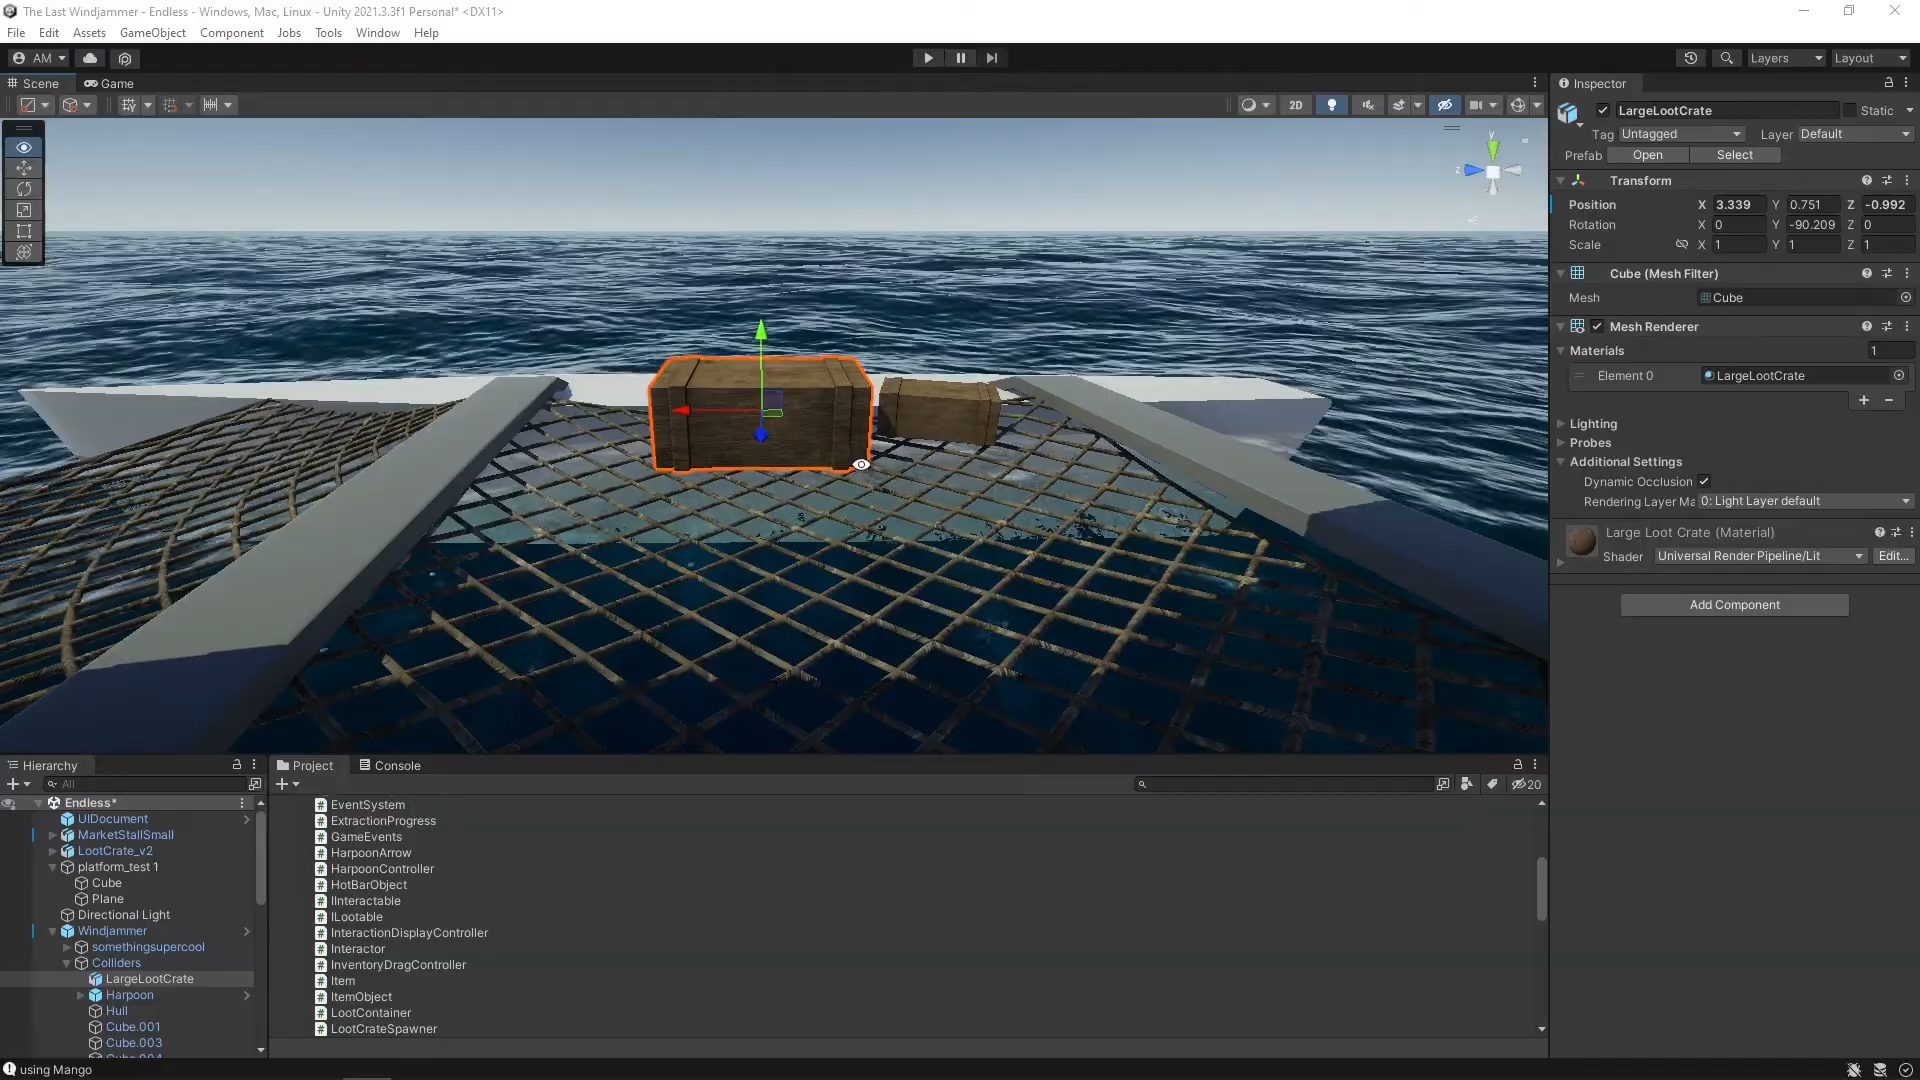 The Last Windjammer - Endless - Windows, Mac, Linux - Unity 2021.3.3f1 Personal* <DX11>
File Edit Assets GameObject Component Jobs Tools Window Help
AM
Layers
Layout
Scene
Game
2D
y
z
Inspector
LargeLootCrate
Static
Tag Untagged
Layer Default
Prefab Open Select
Transform
Position X 3.339 Y 0.751 Z -0.992
Rotation X 0 Y -90.209 Z 0
Scale X 1 Y 1 Z 1
Cube (Mesh Filter)
Mesh Cube
Mesh Renderer
Materials 1
Element 0 LargeLootCrate
Lighting
Probes
Additional Settings
Dynamic Occlusion
Rendering Layer Ma 0: Light Layer default
Large Loot Crate (Material)
Shader Universal Render Pipeline/Lit Edit...
Add Component
Hierarchy
All
Endless*
UIDocument
MarketStallSmall
LootCrate_v2
platform_test 1
Cube
Plane
Directional Light
Windjammer
somethingsupercool
Colliders
LargeLootCrate
Harpoon
Hull
Cube.001
Cube.003
Cube.004
Project
Console
20
EventSystem
ExtractionProgress
GameEvents
HarpoonArrow
HarpoonController
HotBarObject
IInteractable
ILootable
InteractionDisplayController
Interactor
InventoryDragController
Item
ItemObject
LootContainer
LootCrateSpawner
using Mango